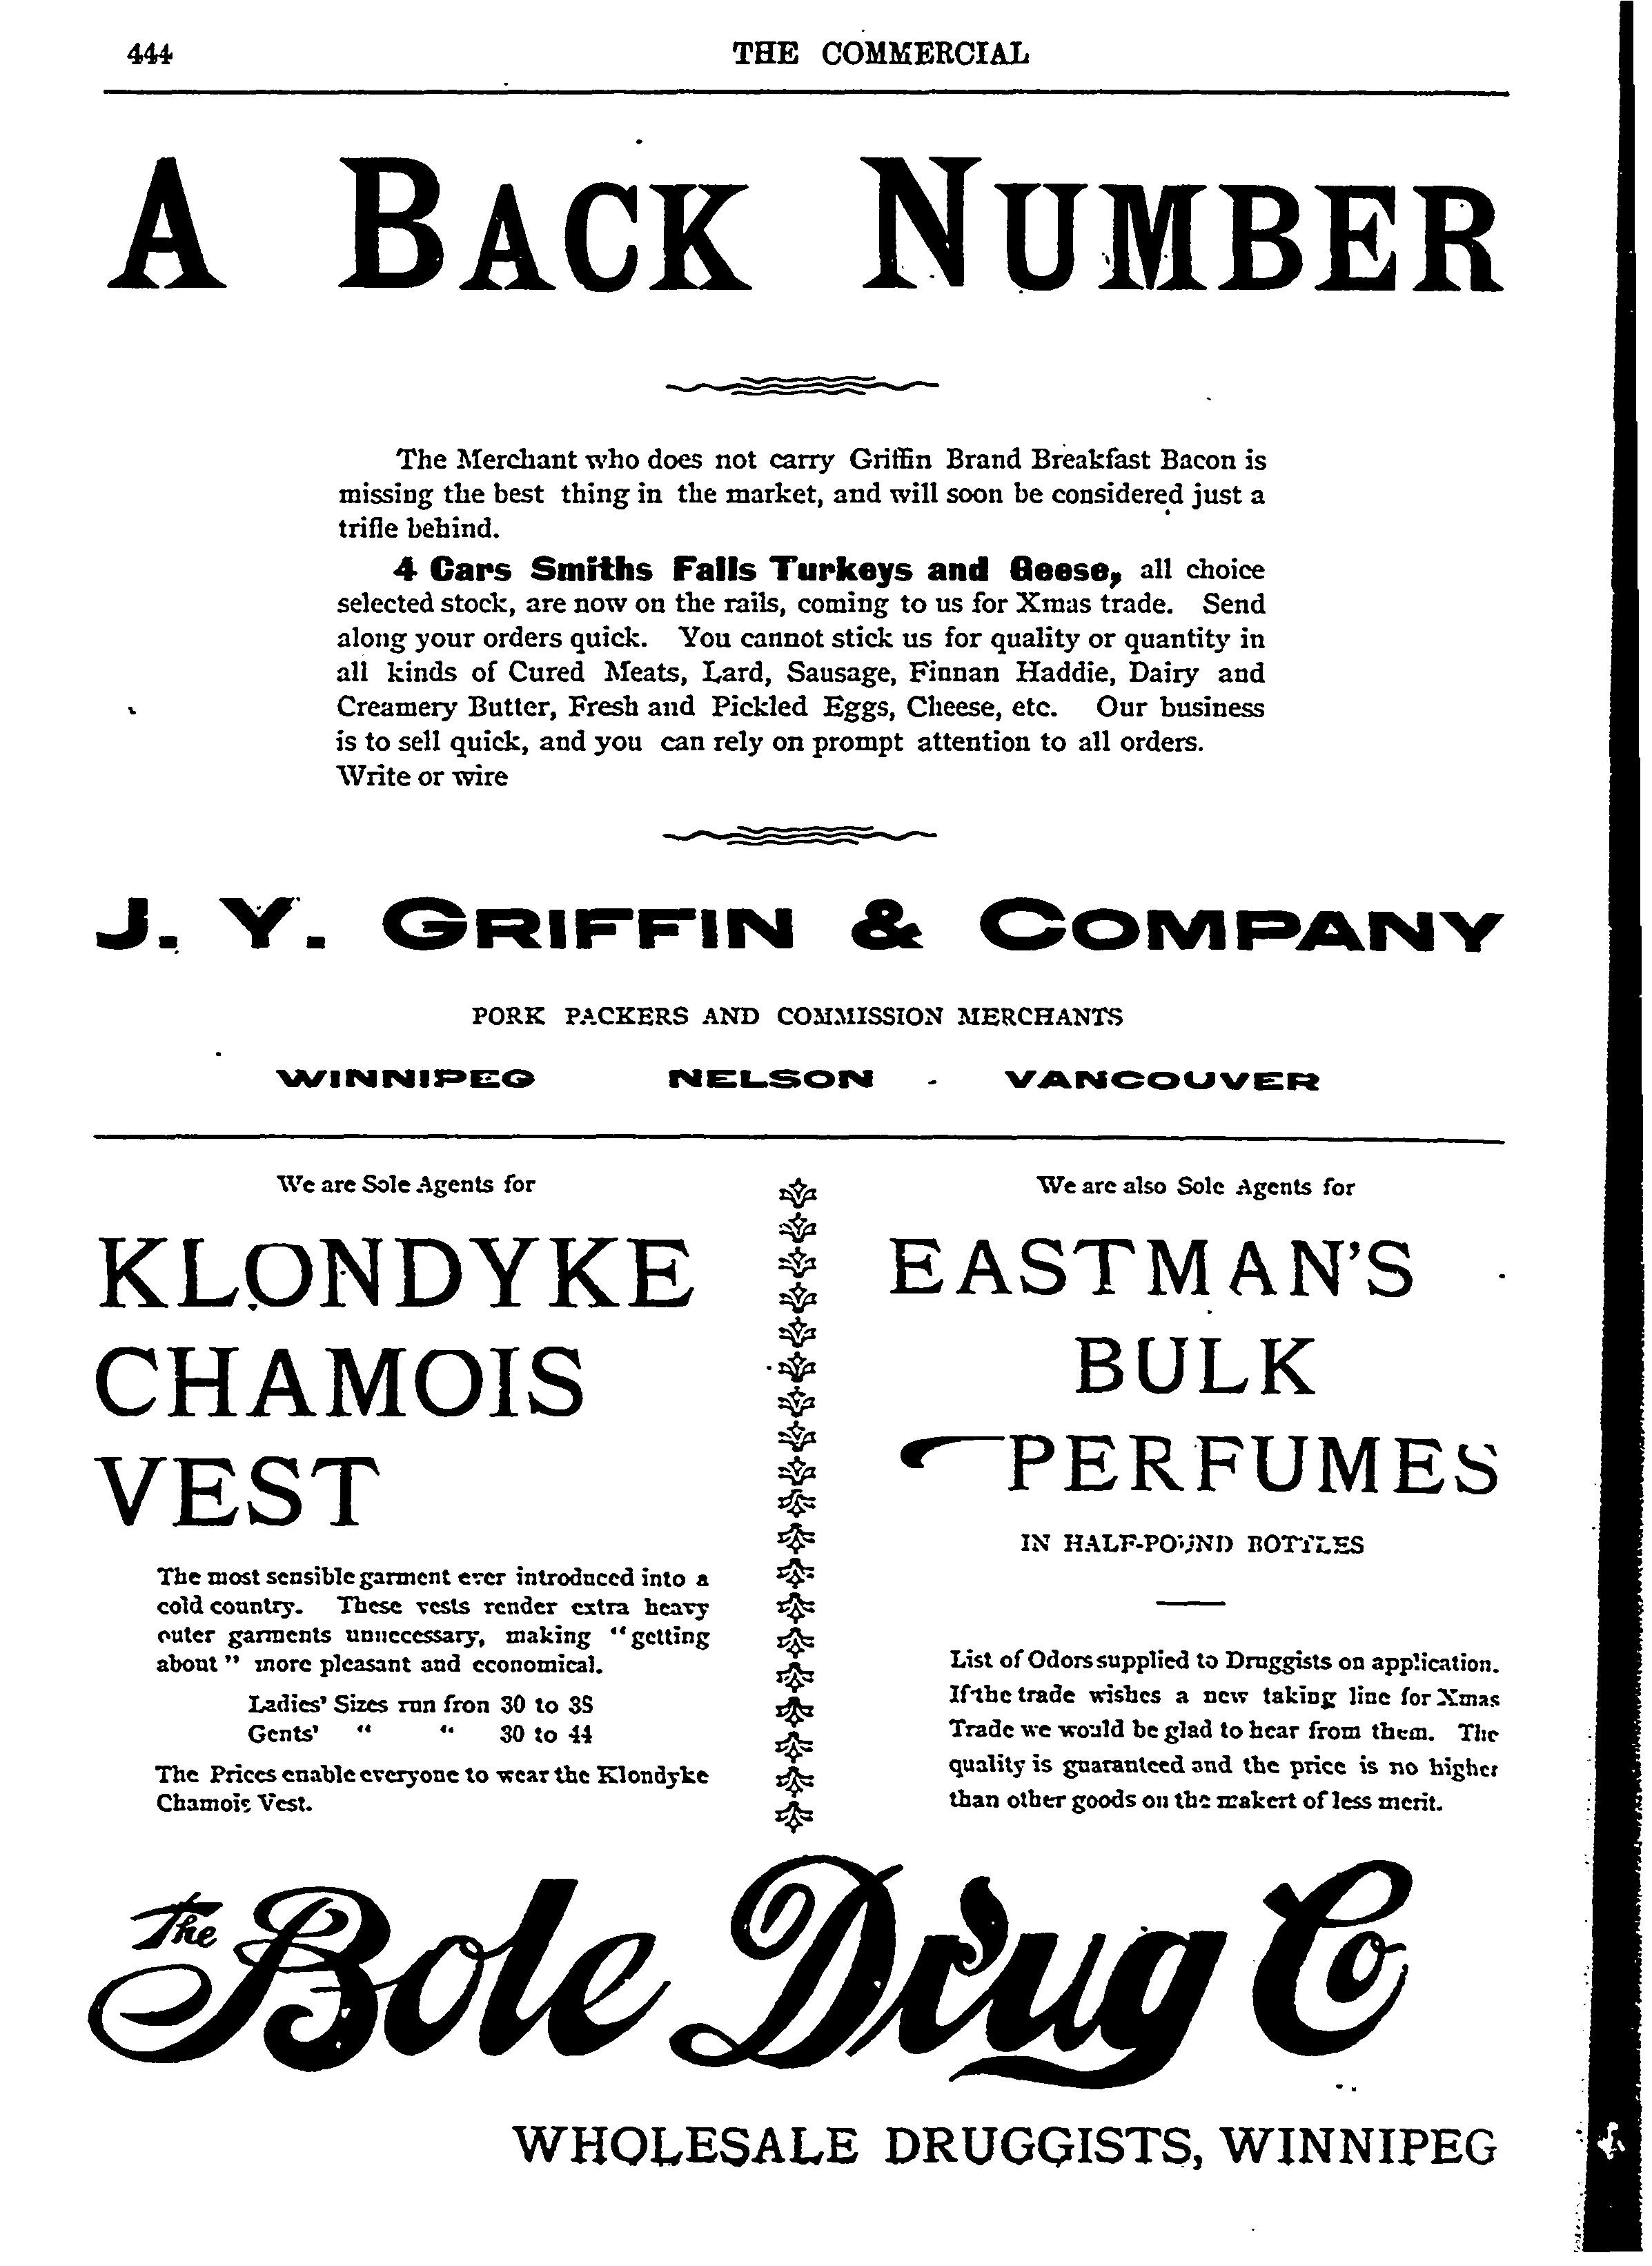 444
THE COMMERCIAL
A BACK NUMBER
The Merchant who does not carry Griffin Brand Breakfast Bacon is
missing the best thing in the market, and will soon be considered just a
trifle behind.
4 Cars Smiths Falls Turkeys and Geese, all choice
selected stock, are now on the rails, coming to us for Xmas trade. Send
along your orders quick. You cannot stick us for quality or quantity in
all kinds of Cured Meats, Lard, Sausage, Finnan Haddie, Dairy and
Creamery Butter, Fresh and Pickled Eggs, Cheese, etc. Our business
is to sell quick, and you can rely on prompt attention to all orders.
Write or wire
J. Y. GRIFFIN & COMPANY
PORK PACKERS AND COMMISSION MERCHANTS
WINNIPEG NELSON VANCOUVER
We are Sole Agents for
KLONDYKE
CHAMOIS
VEST
The most sensible garment ever introduced into a
cold country. These vests render extra heavy
outer garments unnecessary, making "getting
about" more pleasant and economical.
Ladies' Sizes run fron 30 to 38
Gents' " " 30 to 44
The Prices enable everyone to wear the Klondyke
Chamois Vest.
We are also Sole Agents for
EASTMAN'S
BULK
PERFUMES
IN HALF-POUND BOTTLES
List of Odors supplied to Druggists on application.
If the trade wishes a new taking line for Xmas
Trade we would be glad to hear from them. The
quality is guaranteed and the price is no higher
than other goods on the makert of less merit.
The Bole Drug Co
WHOLESALE DRUGGISTS, WINNIPEG